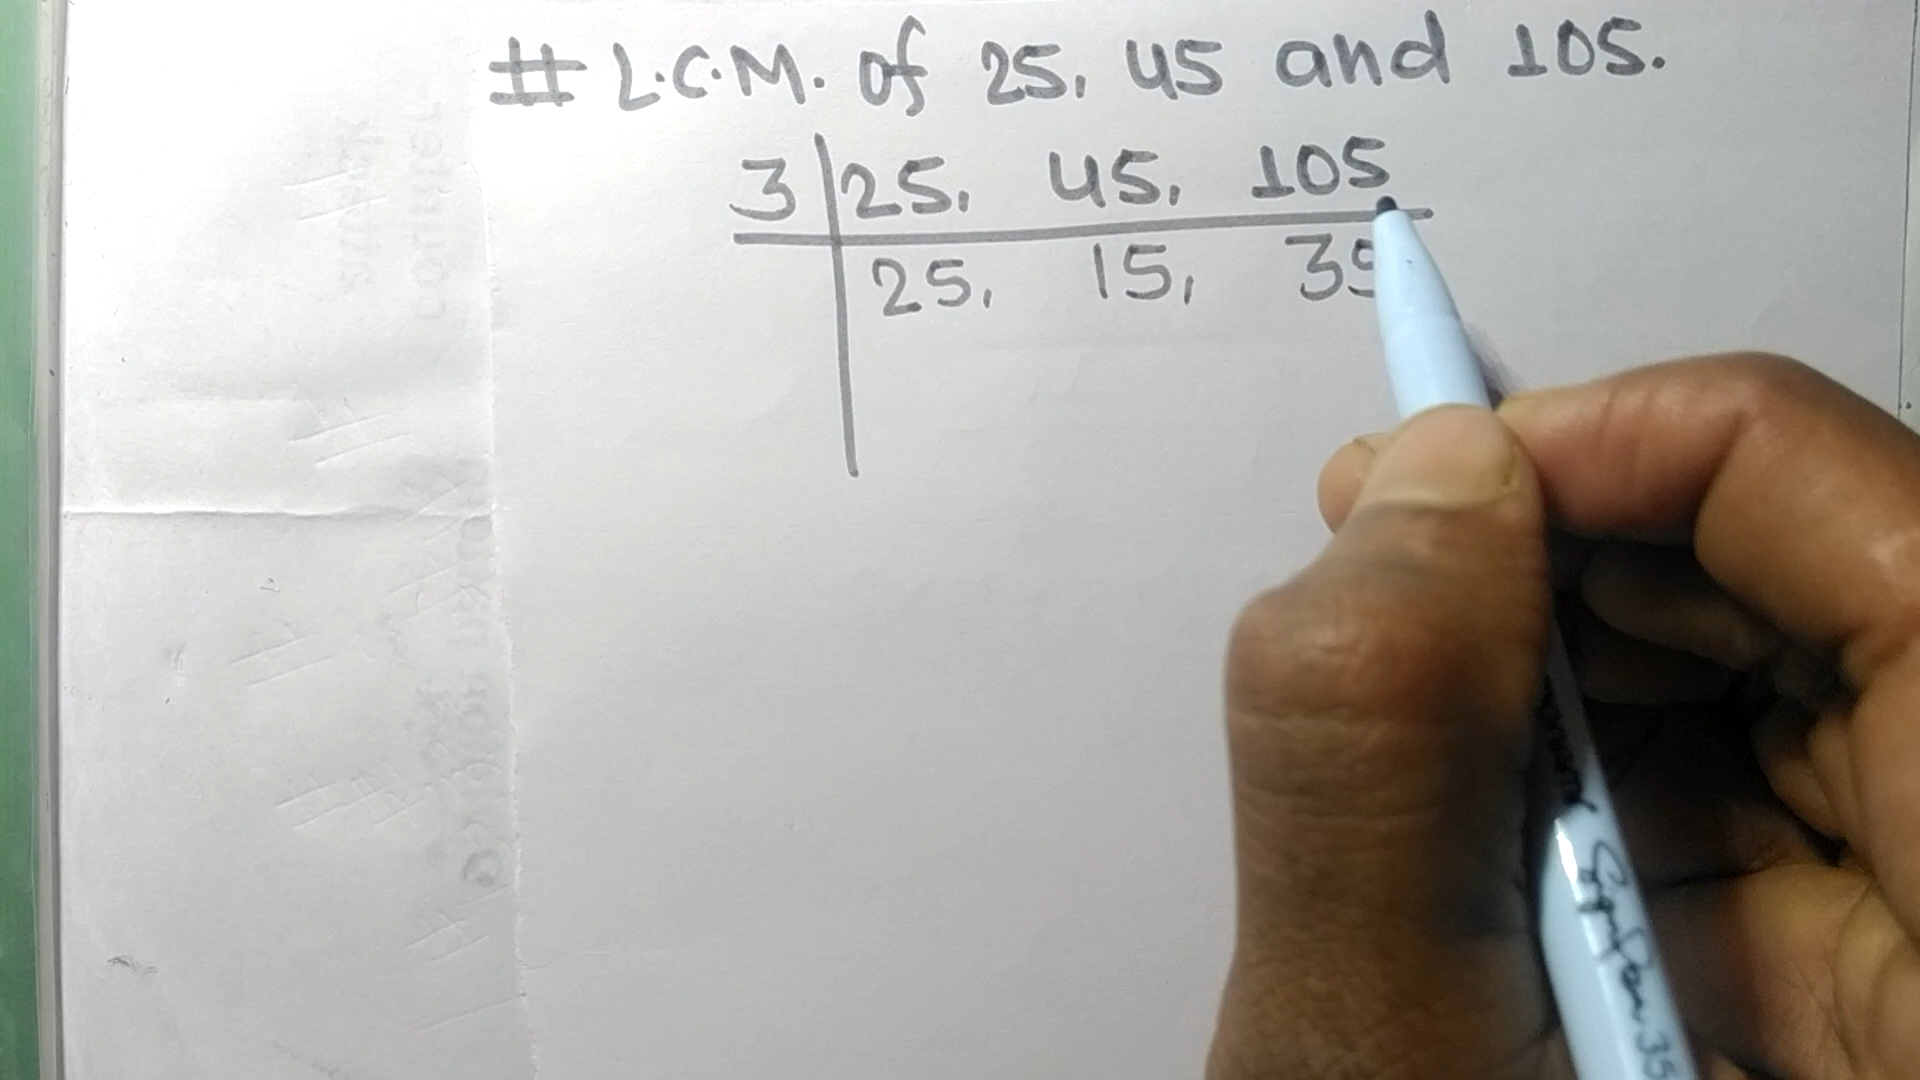 # L.C.M. of 25, 45 and 105.
3 25, 45, 105
25, 15, 35